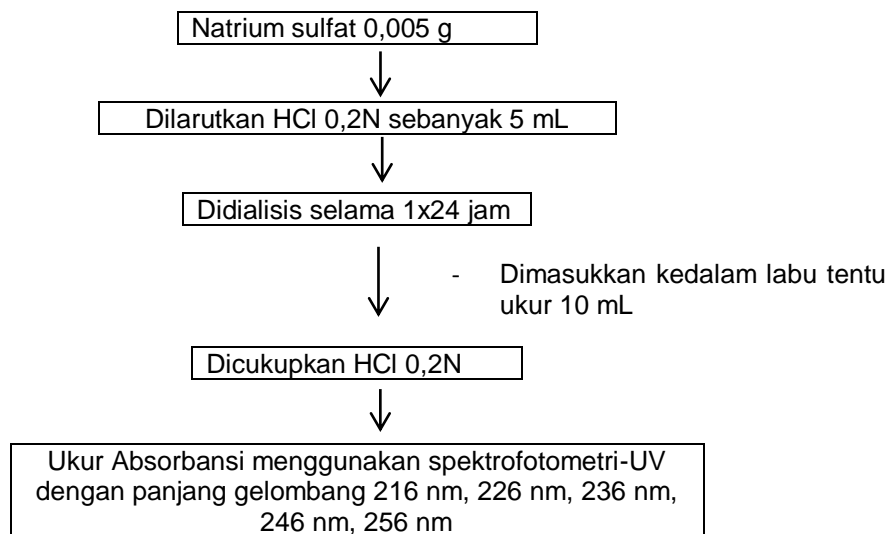 Natrium sulfat 0,005 g
Dilarutkan HCl 0,2N sebanyak 5 mL
Didialisis selama 1x24 jam
- Dimasukkan kedalam labu tentu
ukur 10 mL
Dicukupkan HCl 0,2N
Ukur Absorbansi menggunakan spektrofotometri-UV
dengan panjang gelombang 216 nm, 226 nm, 236 nm,
246 nm, 256 nm